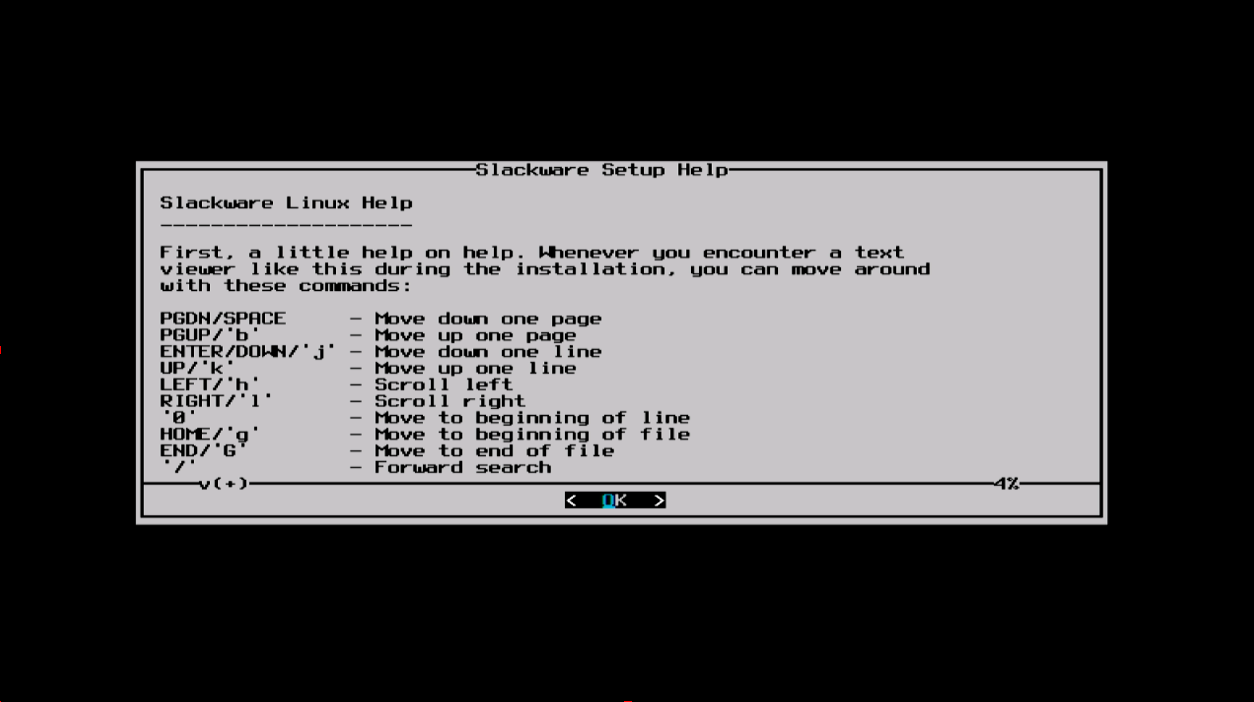 Slackware Setup Help
Slackware Linux Help
--------------------
First, a little help on help. Whenever you encounter a text
viewer like this during the installation, you can move around
with these commands:
PGDN/SPACE - Move down one page
PGUP/'b' - Move up one page
ENTER/DOWN/'j' - Move down one line
UP/'k' - Move up one line
LEFT/'h' - Scroll left
RIGHT/'l' - Scroll right
'0' - Move to beginning of line
HOME/'g' - Move to beginning of file
END/'G' - Move to end of file
'/' - Forward search
v(+) 4%
< OK >